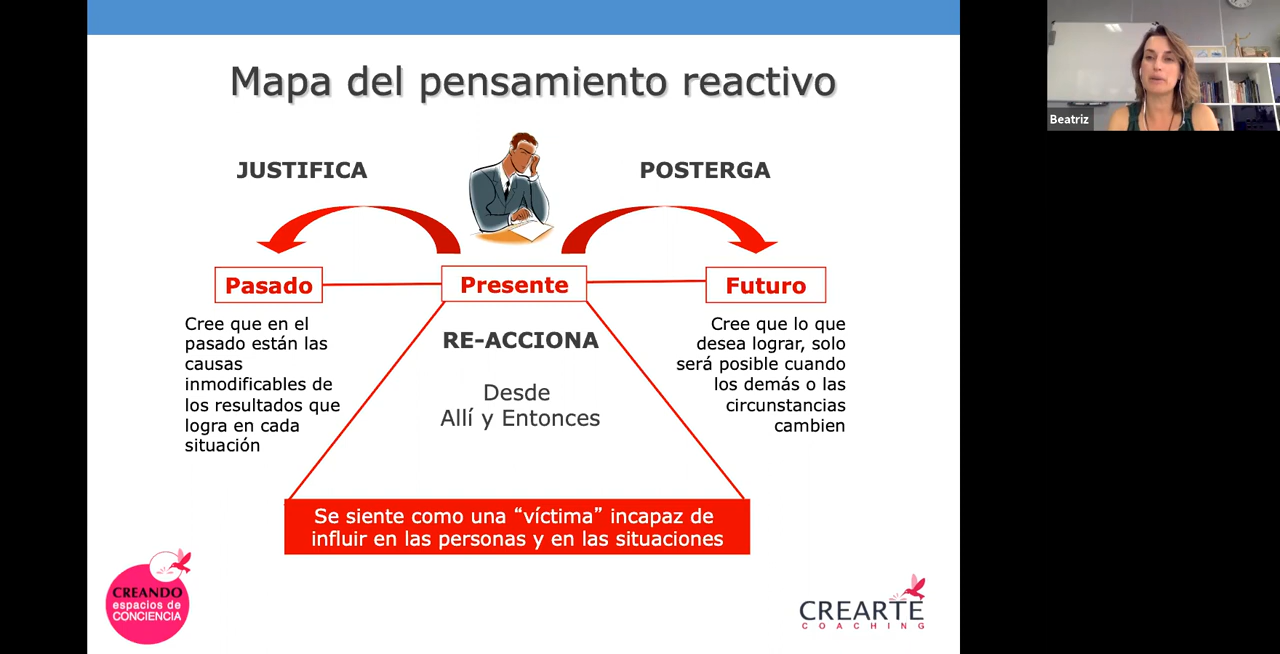 Mapa del pensamiento reactivo
JUSTIFICA
POSTERGA
Pasado
Presente
Futuro
Cree que en el
pasado están las
causas
inmodificables de
los resultados que
logra en cada
situación
RE-ACCIONA
Desde
Allí y Entonces
Cree que lo que
desea lograr, solo
será posible cuando
los demás o las
circunstancias
cambien
Se siente como una “víctima” incapaz de
influir en las personas y en las situaciones
CREANDO
espacios de
CONCIENCIA
CREARTE
COACHING
Beatriz